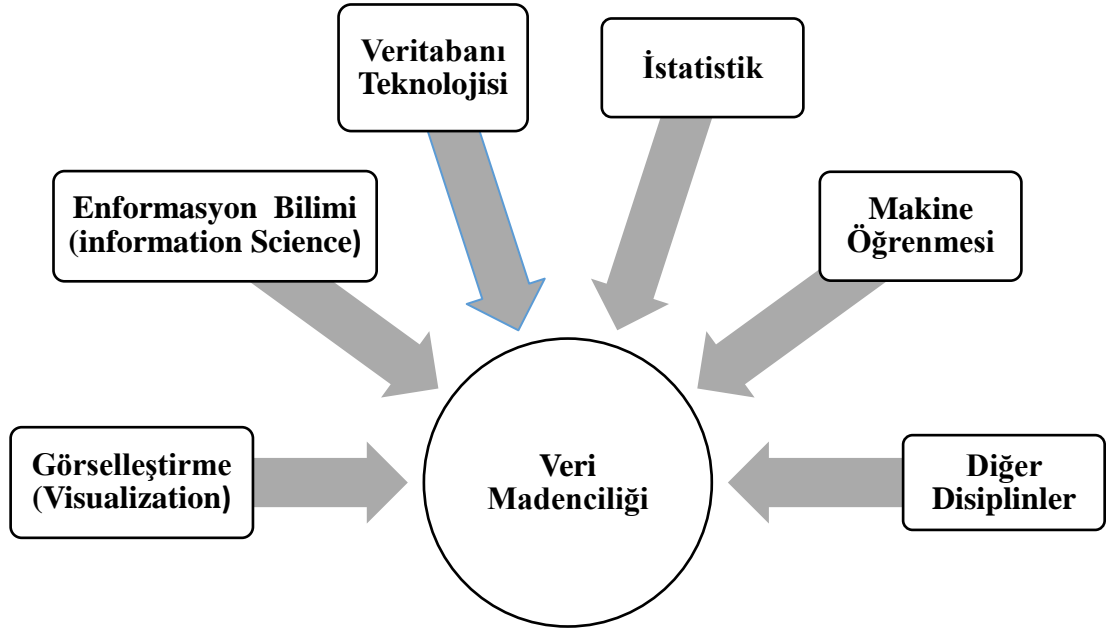 Veritabanı
Teknolojisi
İstatistik
Enformasyon Bilimi
(information Science)
Makine
Öğrenmesi
Görselleştirme
(Visualization)
Veri
Madenciliği
Diğer
Disiplinler